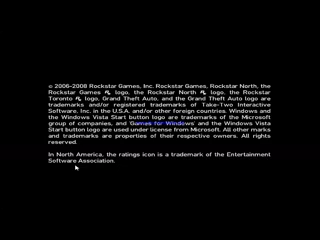 © 2006-2008 Rockstar Games, Inc. Rockstar Games, Rockstar North, the
Rockstar Games R★ logo, the Rockstar North R★ logo, the Rockstar
Toronto R★ logo, Grand Theft Auto, and the Grand Theft Auto logo are
trademarks and/or registered trademarks of Take-Two Interactive
Software, Inc. in the U.S.A. and/or other foreign countries. Windows and
the Windows Vista Start button logo are trademarks of the Microsoft
group of companies, and 'Games for Windows' and the Windows Vista
Start button logo are used under license from Microsoft. All other marks
and trademarks are properties of their respective owners. All rights
reserved.
In North America, the ratings icon is a trademark of the Entertainment
Software Association.